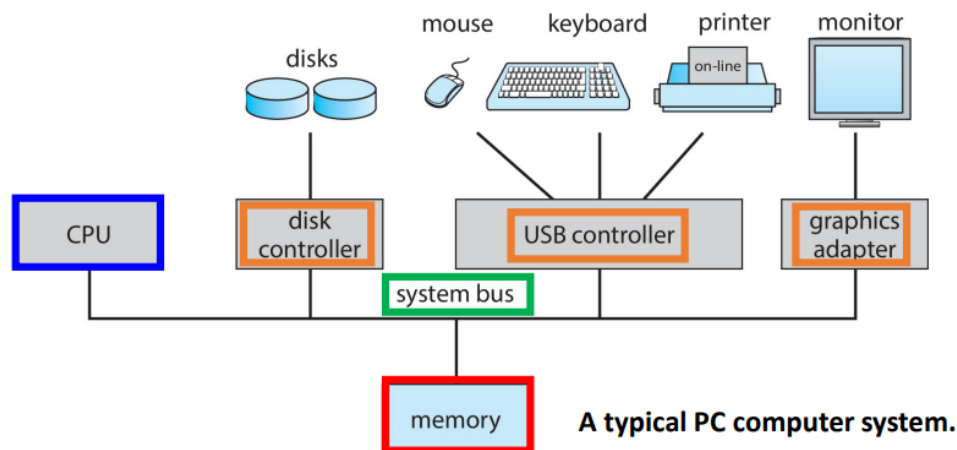 mouse
keyboard
printer
monitor
disks
on-line
CPU
disk
controller
USB controller
graphics
adapter
system bus
memory
A typical PC computer system.